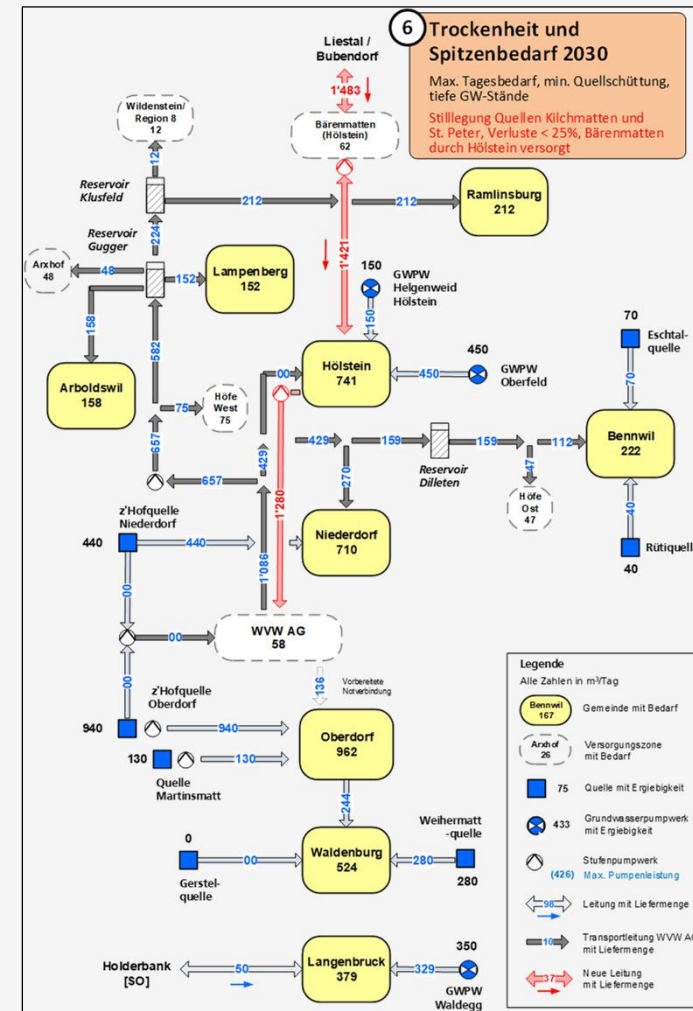 6
Trockenheit und
Spitzenbedarf 2030
Max. Tagesbedarf, min. Quellschüttung,
tiefe GW-Stände
Stilllegung Quellen Kilchmatten und
St. Peter, Verluste < 25%, Bärenmatten
durch Hölstein versorgt
Liestal /
Bubendorf
1'483
Wildenstein/
Region 8
12
Bärenmatten
(Hölstein)
62
12
Reservoir
Klusfeld
212
212
Ramlinsburg
212
224
Reservoir
Gugger
1'421
Arxhof
48
48
152
Lampenberg
152
150
GWPW
Helgenweid
Hölstein
150
70
Eschtal-
quelle
158
582
00
Hölstein
741
450
450
GWPW
Oberfeld
70
Arboldswil
158
75
Höfe
West
75
657
429
429
159
159
112
Bennwil
222
Reservoir
Dilleten
657
270
47
z'Hofquelle
Niederdorf
1'280
Höfe
Ost
47
40
440
440
Niederdorf
710
Rütiquelle
40
1'086
00
00
WVW AG
58
00
136
Vorbereitete
Notverbindung
z'Hofquelle
Oberdorf
940
940
Oberdorf
962
130
130
Quelle
Martinsmatt
244
0
Weihermatt
-quelle
00
Waldenburg
524
280
Gerstel-
quelle
280
Holderbank
[SO]
50
Langenbruck
379
329
350
GWPW
Waldegg
Legende
Alle Zahlen in m³/Tag
Bennwil
167
Gemeinde mit Bedarf
Arxhof
26
Versorgungszone
mit Bedarf
75
Quelle mit Ergiebigkeit
433
Grundwasserpumpwerk
mit Ergiebigkeit
Stufenpumpwerk
(426)
Max. Pumpenleistung
98
Leitung mit Liefermenge
10
Transportleitung WVW AG
mit Liefermenge
37
Neue Leitung
mit Liefermenge